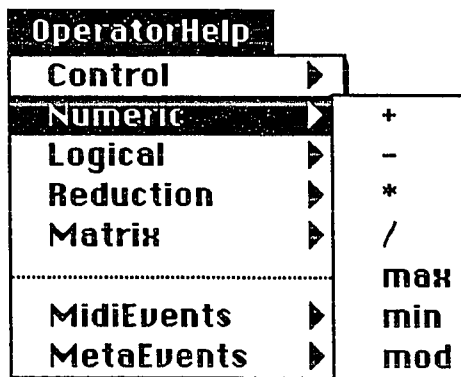 OperatorHelp
Control
Numeric
Logical
Reduction
Matrix
MidiEvents
MetaEvents
+
-
*
/
max
min
mod